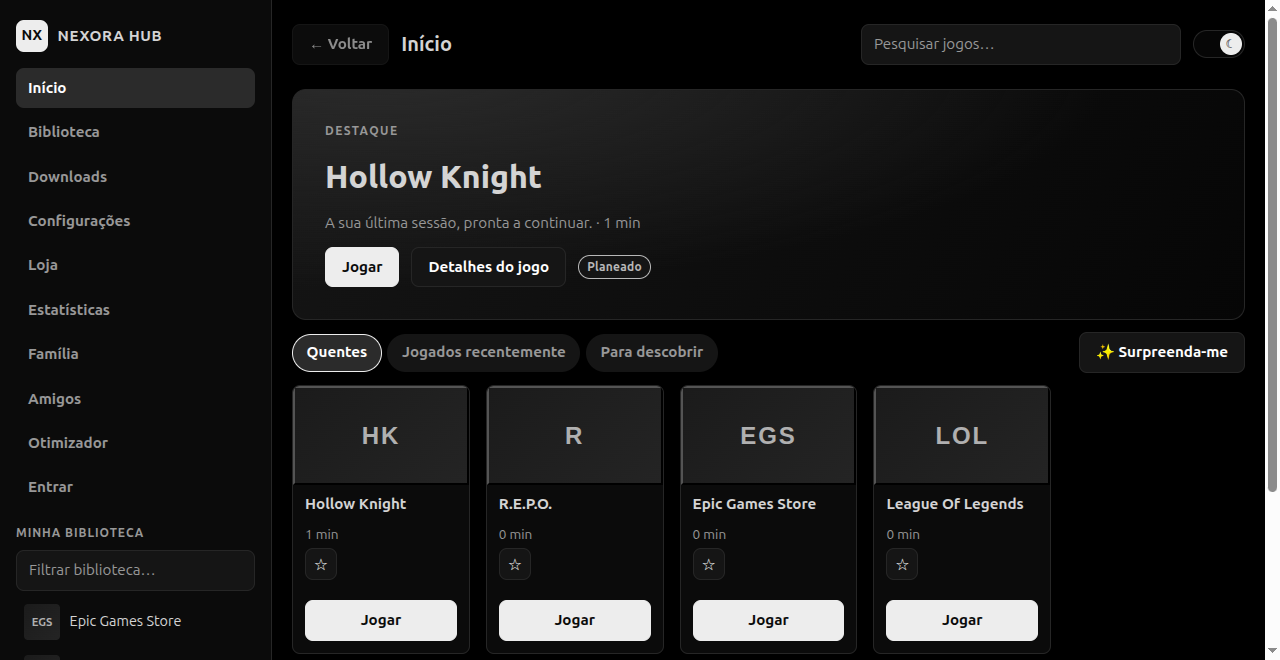 NX
NEXORA HUB
Início
Biblioteca
Downloads
Configurações
Loja
Estatísticas
Família
Amigos
Otimizador
Entrar
MINHA BIBLIOTECA
Filtrar biblioteca…
EGS
Epic Games Store
← Voltar
Início
Pesquisar jogos…
DESTAQUE
Hollow Knight
A sua última sessão, pronta a continuar. · 1 min
Jogar
Detalhes do jogo
Planeado
Quentes
Jogados recentemente
Para descobrir
✨ Surpreenda-me
HK
Hollow Knight
1 min
☆
Jogar
R
R.E.P.O.
0 min
☆
Jogar
EGS
Epic Games Store
0 min
☆
Jogar
LOL
League Of Legends
0 min
☆
Jogar